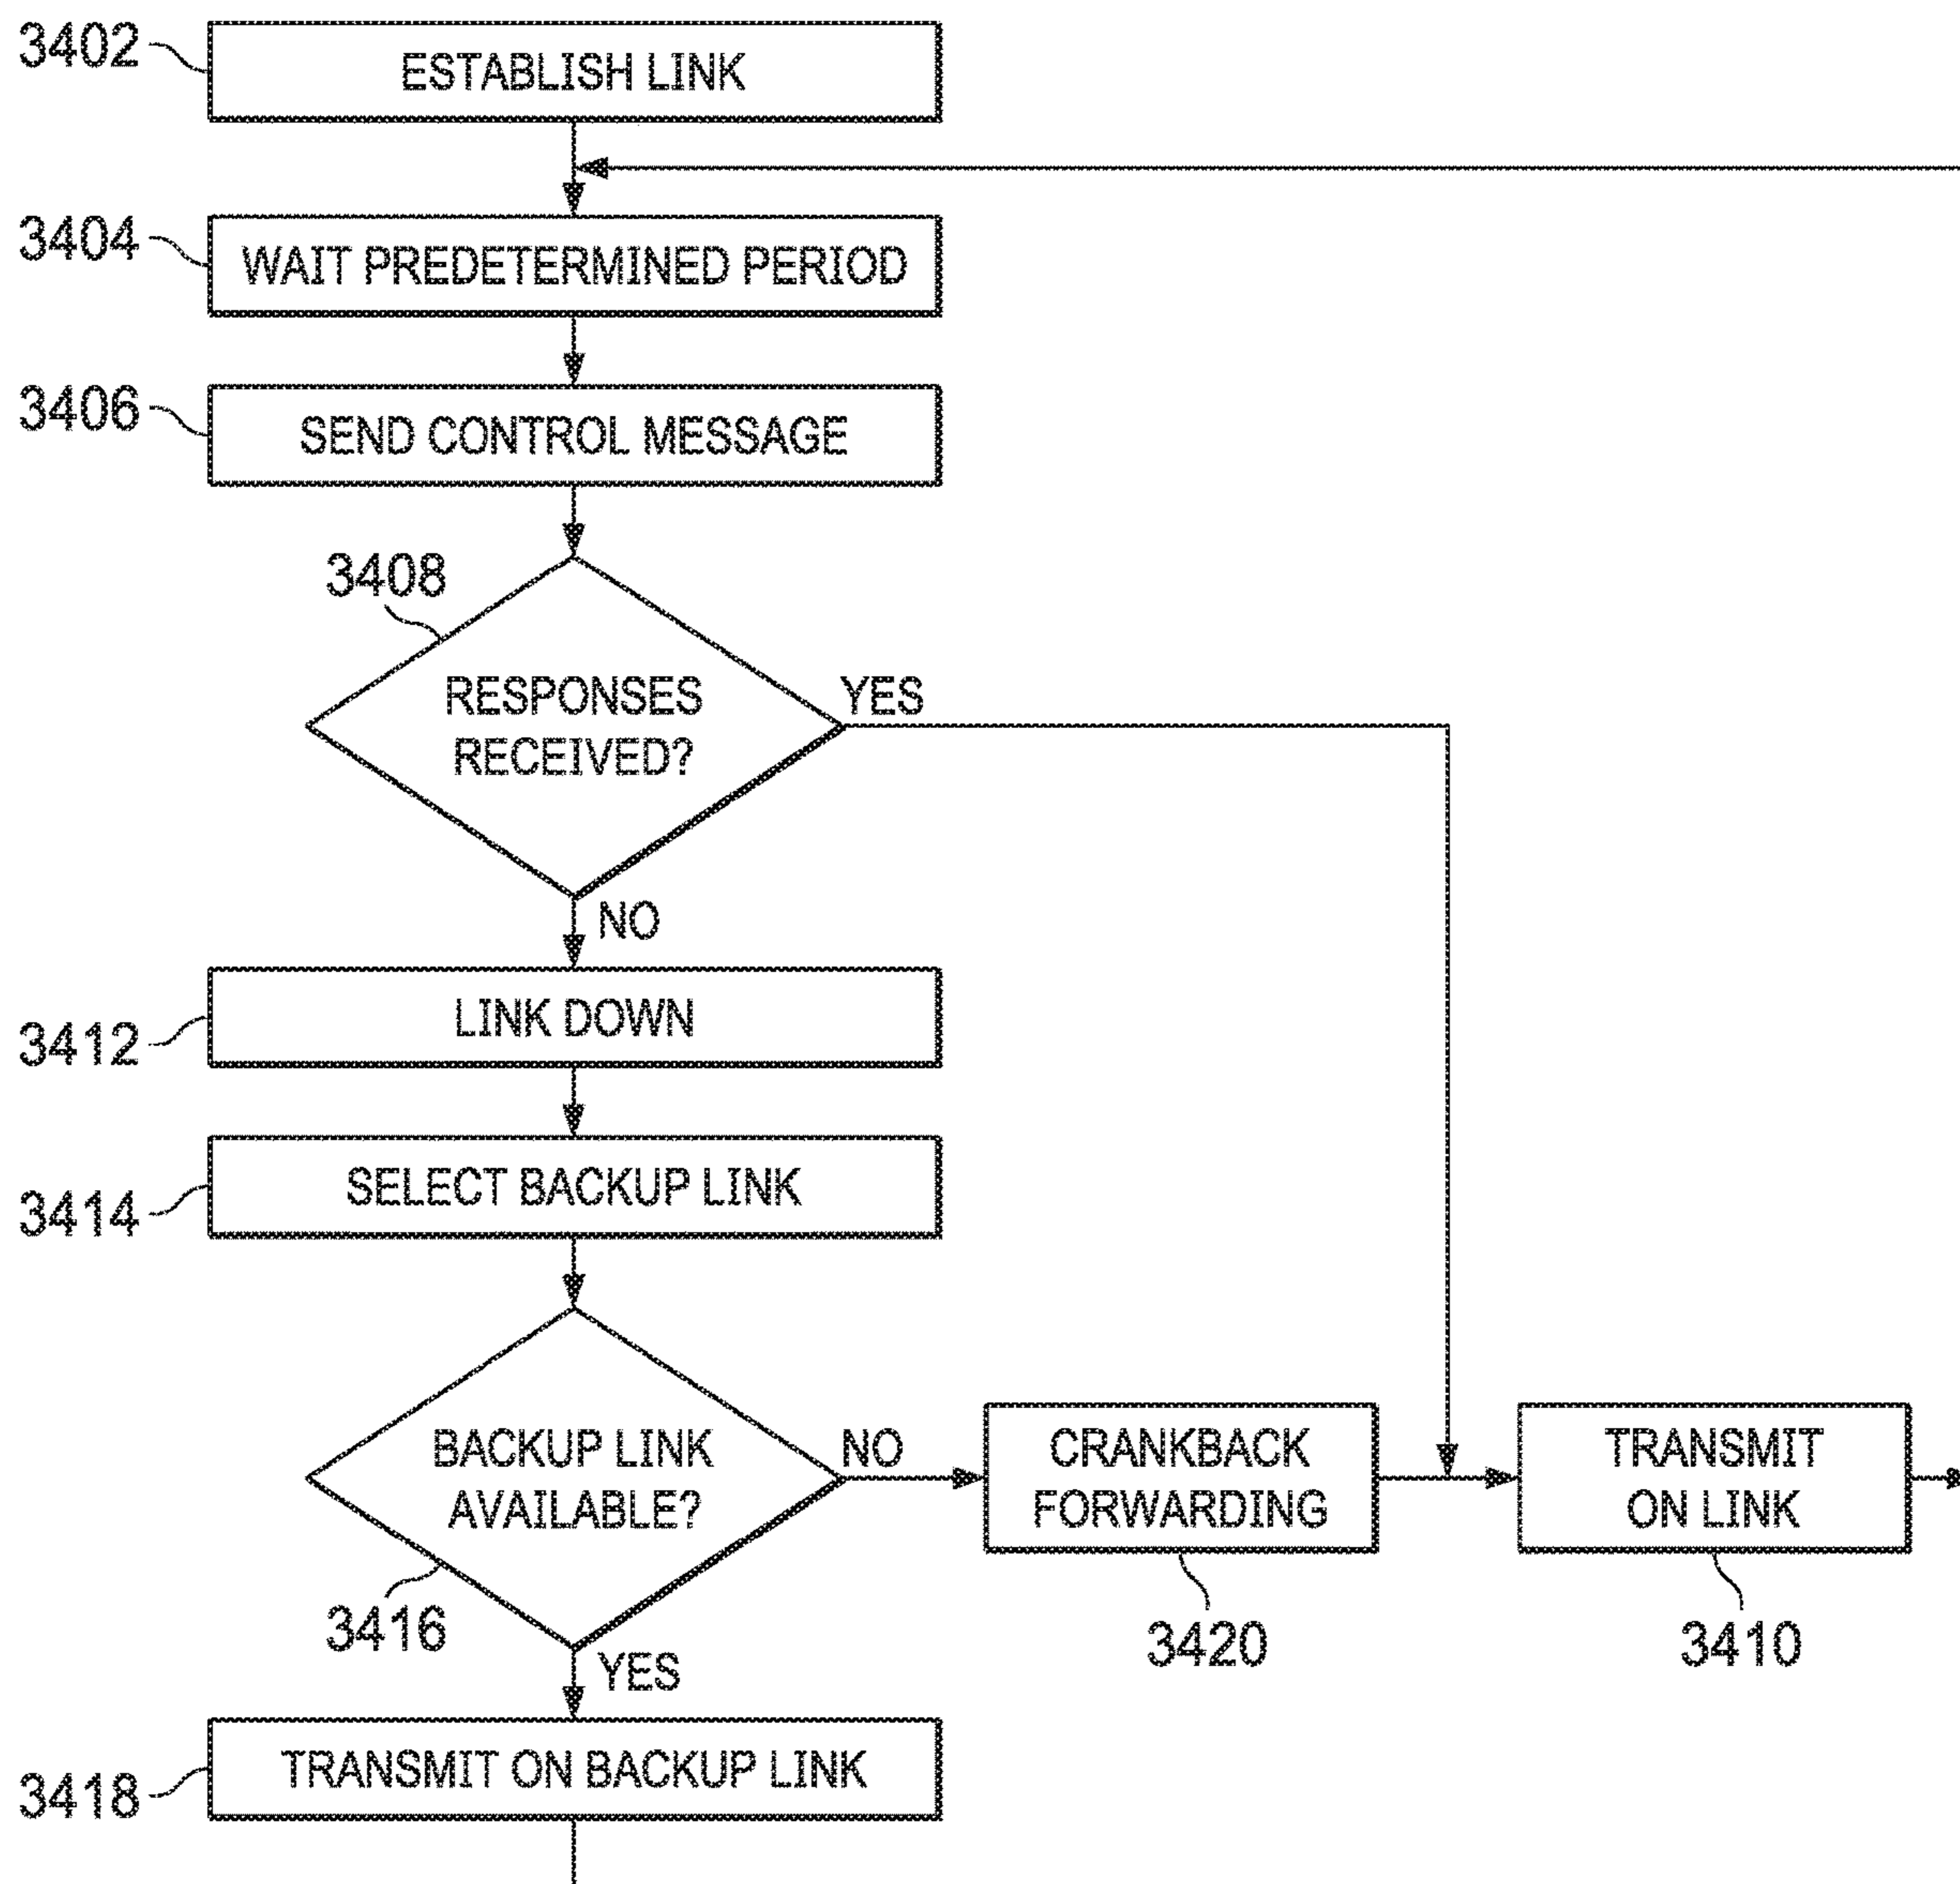 3402
ESTABLISH LINK
3404
WAIT PREDETERMINED PERIOD
3406
SEND CONTROL MESSAGE
3408
RESPONSES
RECEIVED?
YES
NO
3412
LINK DOWN
3414
SELECT BACKUP LINK
BACKUP LINK
AVAILABLE?
NO
CRANKBACK
FORWARDING
TRANSMIT
ON LINK
3416
3420
3410
YES
3418
TRANSMIT ON BACKUP LINK